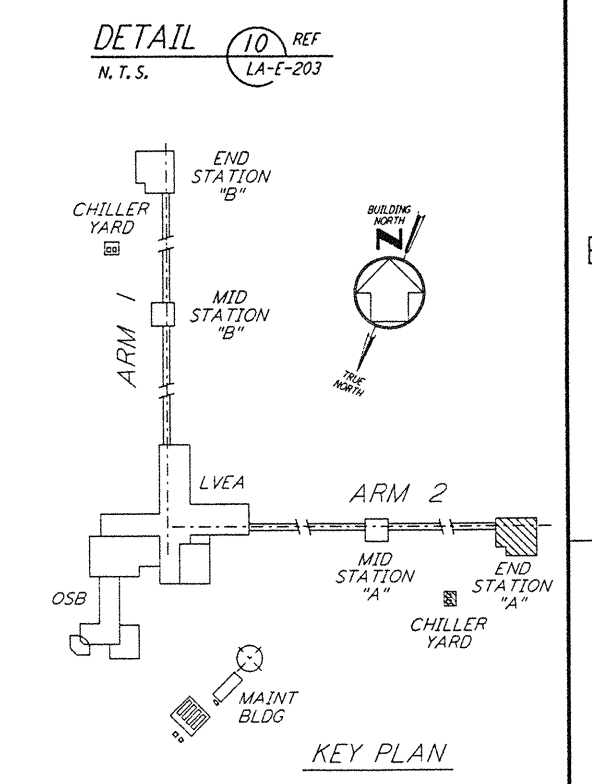 DETAIL 10 REF
N.T.S. LA-E-203
END
STATION
"B"
CHILLER
YARD
BUILDING
NORTH
N
MID
STATION
"B"
ARM 1
TRUE
NORTH
LVEA
ARM 2
MID
STATION
"A"
END
STATION
"A"
OSB
CHILLER
YARD
MAINT
BLDG
KEY PLAN